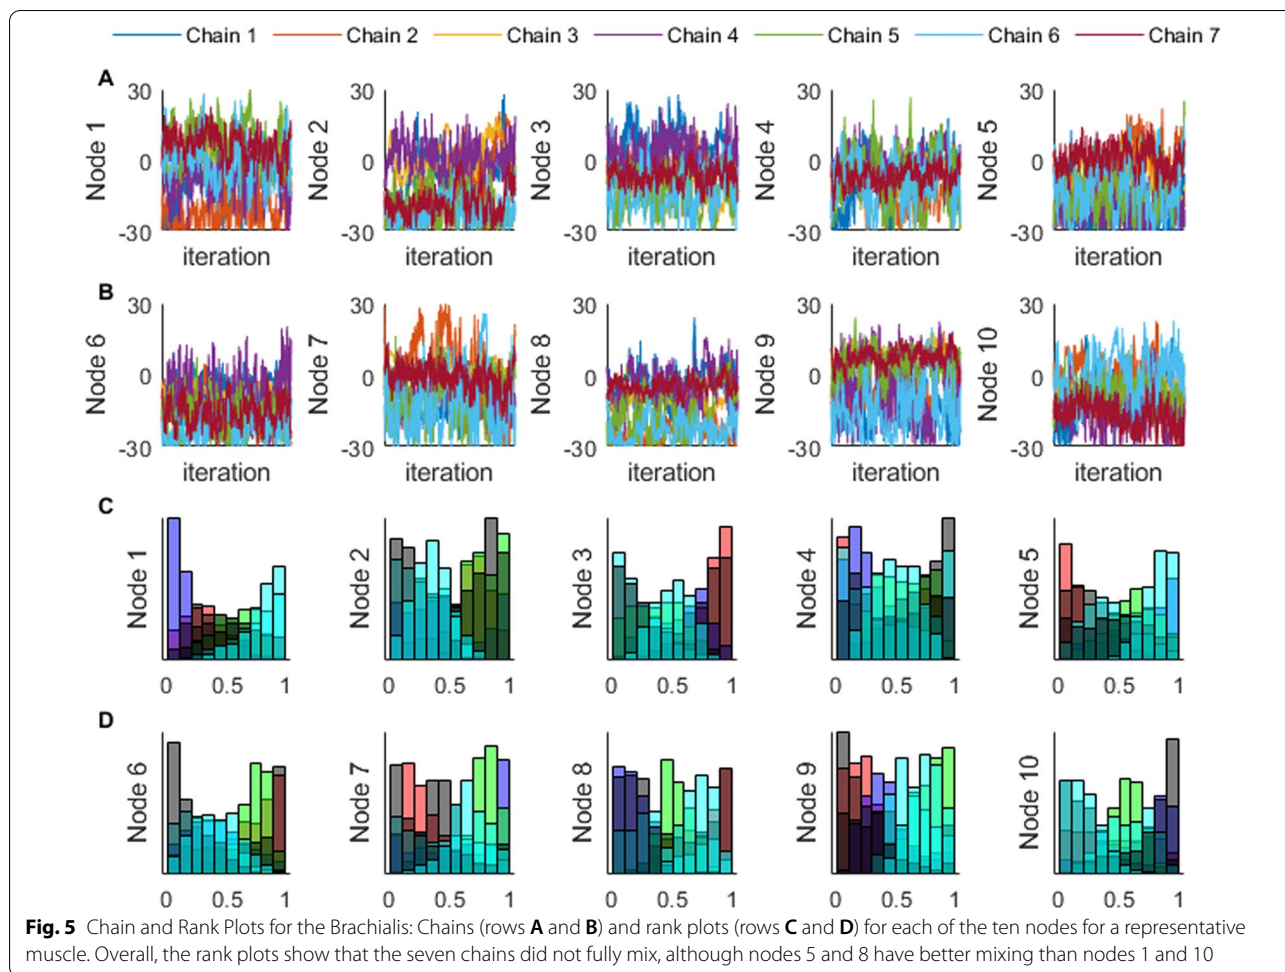 Chain 1 Chain 2 Chain 3 Chain 4 Chain 5 Chain 6 Chain 7
A
30 30 30 30 30
Node 1 Node 2 Node 3 Node 4 Node 5
0 0 0 0 0
-30 -30 -30 -30 -30
iteration iteration iteration iteration iteration
B
30 30 30 30 30
Node 6 Node 7 Node 8 Node 9 Node 10
0 0 0 0 0
-30 -30 -30 -30 -30
iteration iteration iteration iteration iteration
C
Node 1 Node 2 Node 3 Node 4 Node 5
0 0.5 1 0 0.5 1 0 0.5 1 0 0.5 1 0 0.5 1
D
Node 6 Node 7 Node 8 Node 9 Node 10
0 0.5 1 0 0.5 1 0 0.5 1 0 0.5 1 0 0.5 1
Fig. 5 Chain and Rank Plots for the Brachialis: Chains (rows A and B) and rank plots (rows C and D) for each of the ten nodes for a representative
muscle. Overall, the rank plots show that the seven chains did not fully mix, although nodes 5 and 8 have better mixing than nodes 1 and 10